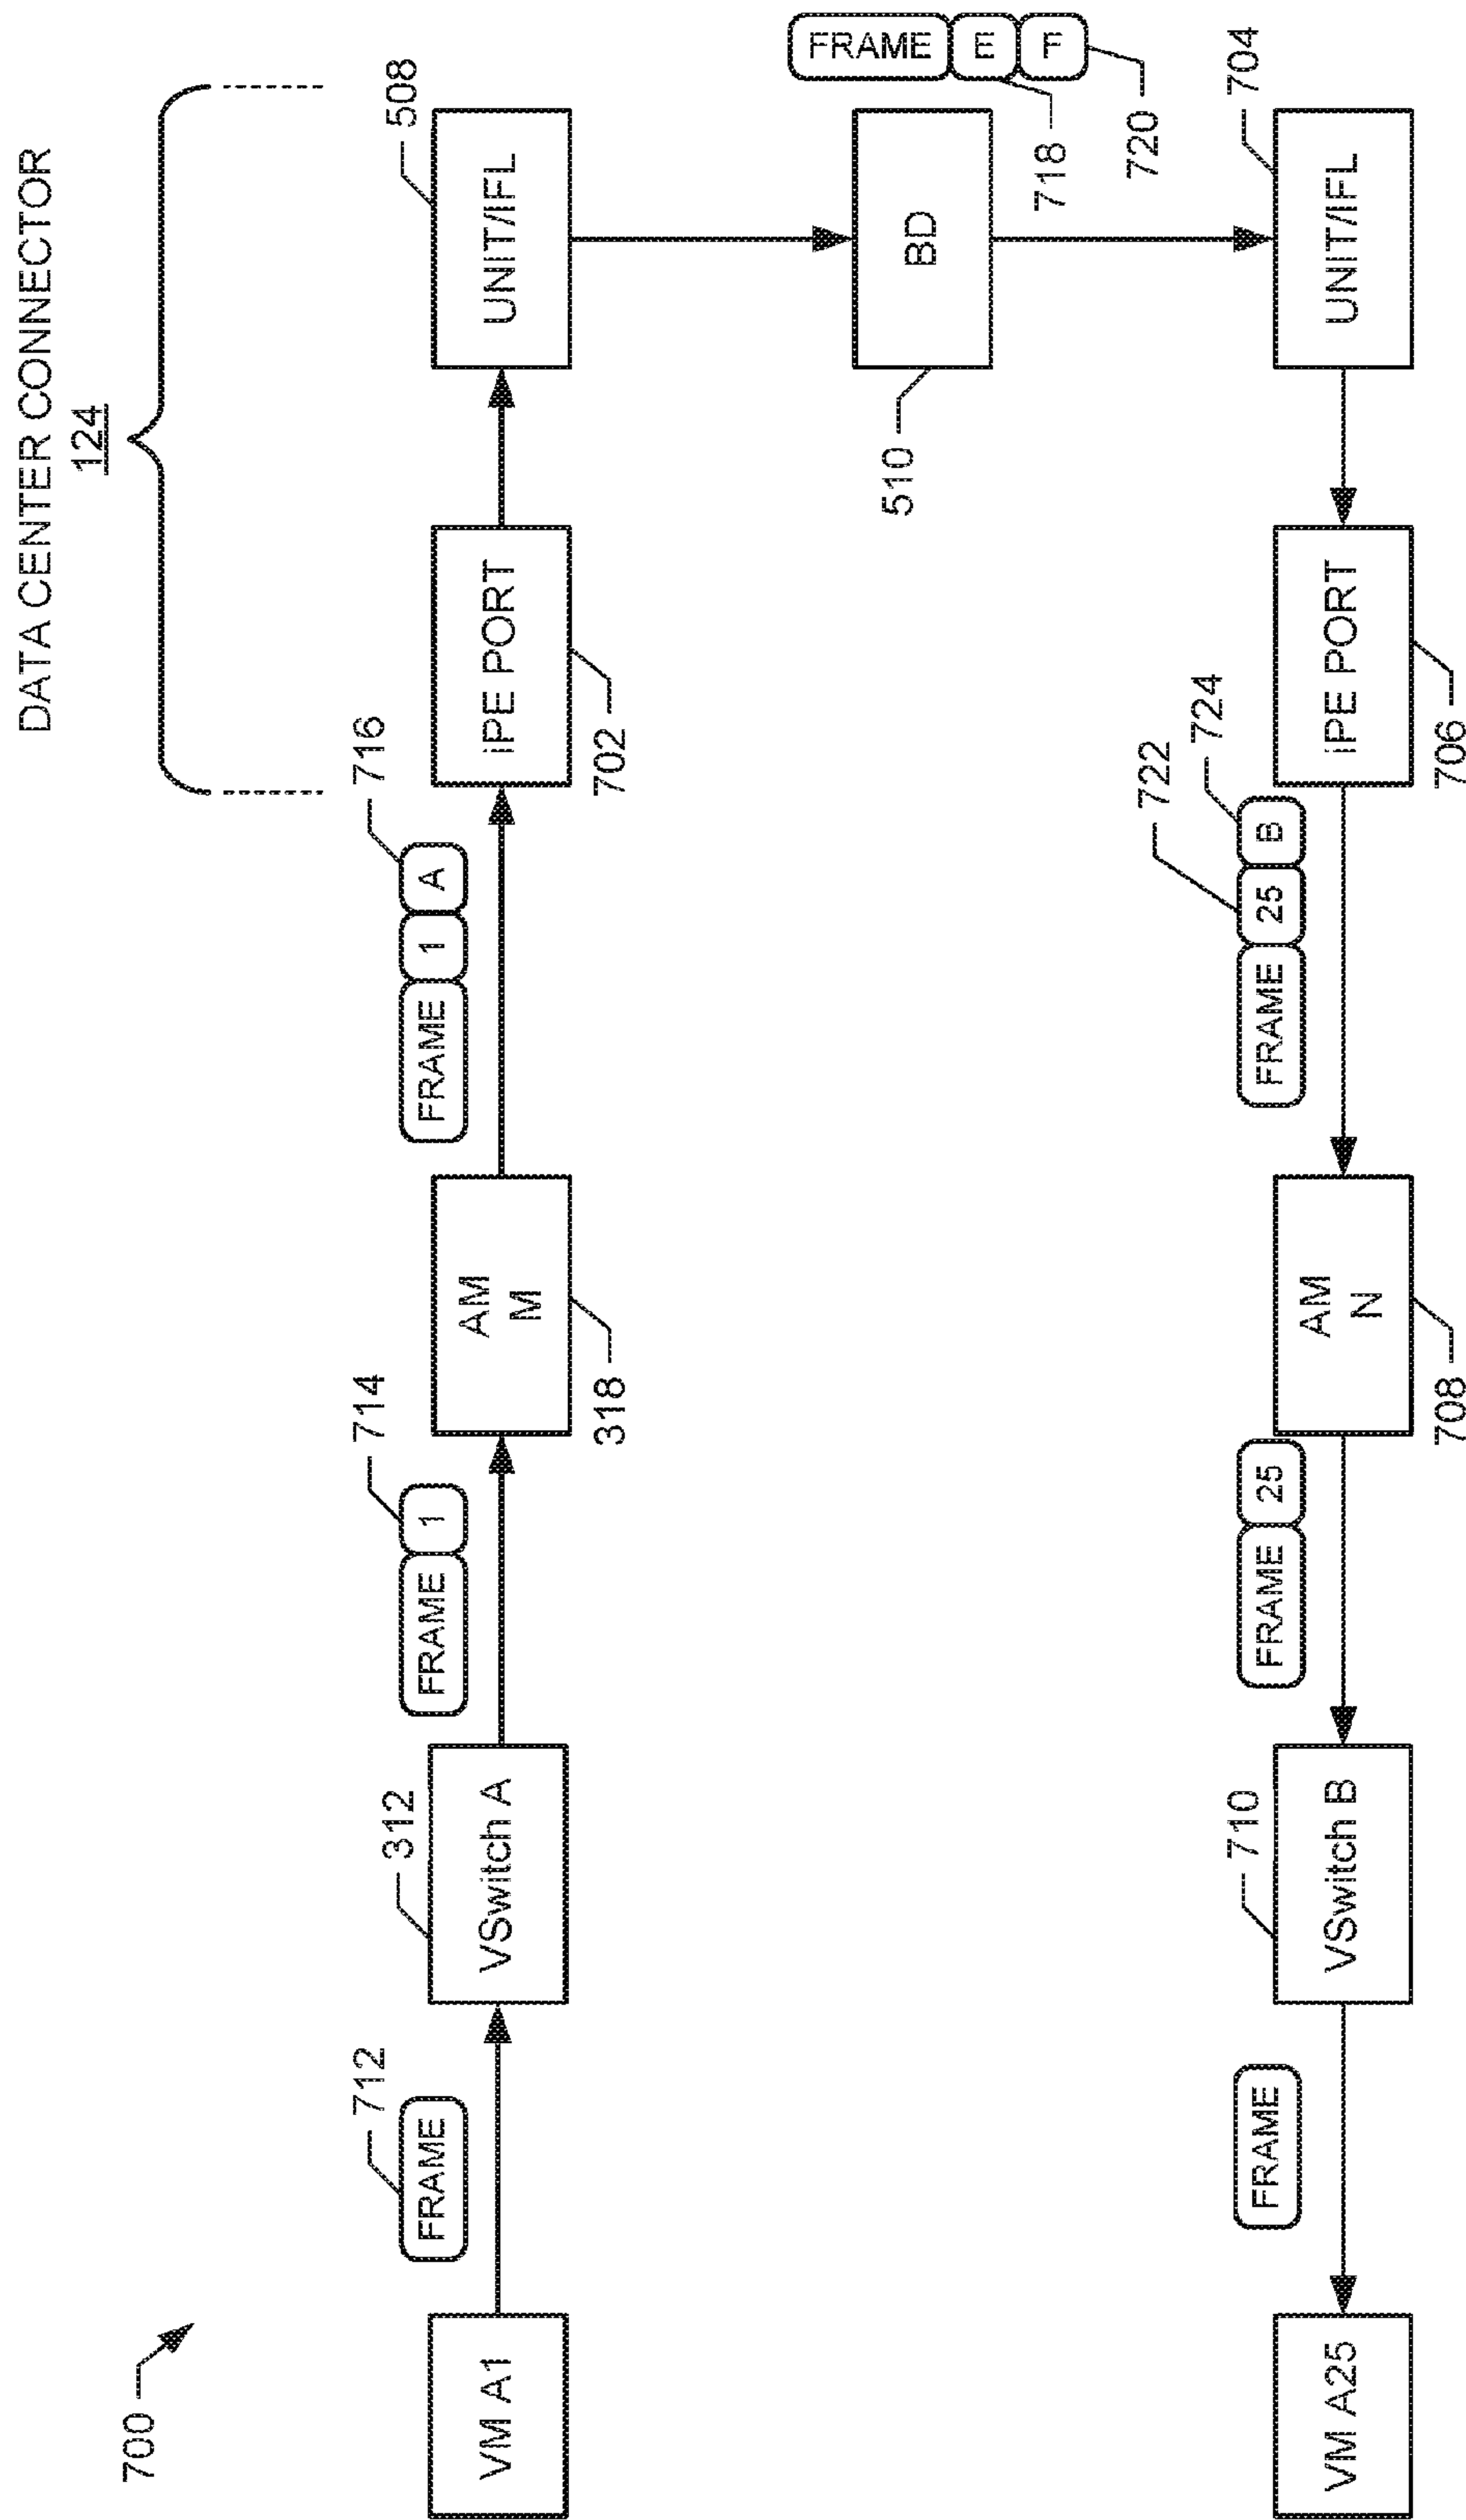 DATA CENTER CONNECTOR
124
700
712
FRAME
312
714
FRAME 1
716
FRAME 1 A
508
VM A1
VSwitch A
AM
M
iPE PORT
UNIT/IFL
318
702
FRAME E F
718
720
BD
510
FRAME
710
FRAME 25
722
724
FRAME 25 B
704
VM A25
VSwitch B
AM
N
iPE PORT
UNIT/IFL
708
706